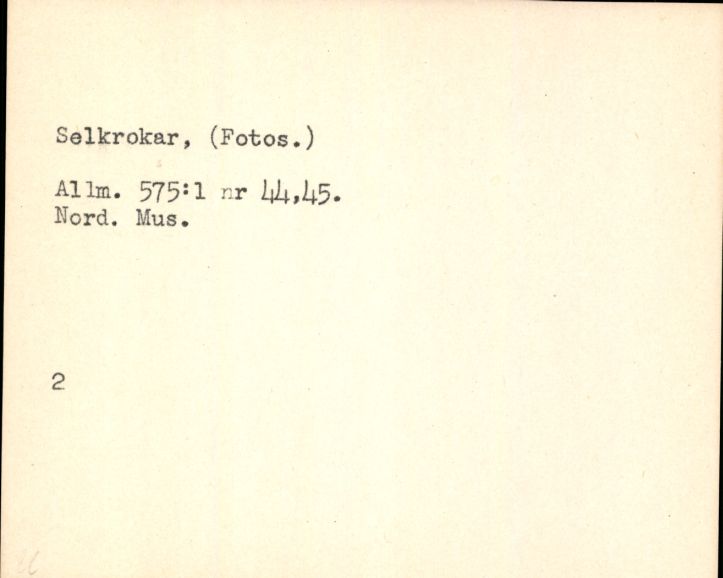 Selkrokar, (Fotos.)
Allm. 575:1 nr 44,45.
Nord. Mus.
2